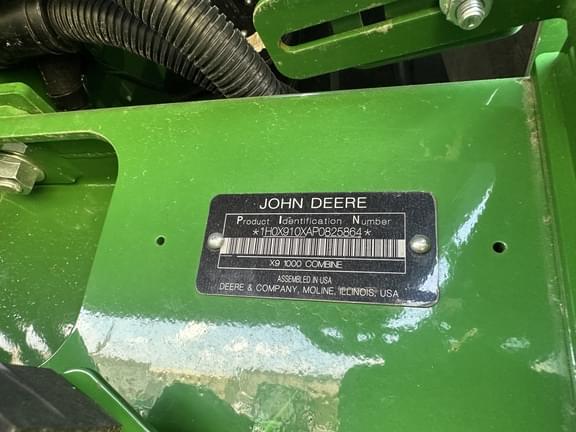 JOHN DEERE
Product Identification Number
*1H0X910XAP0825864*
X9 1000 COMBINE
ASSEMBLED IN USA
DEERE & COMPANY, MOLINE, ILLINOIS, USA